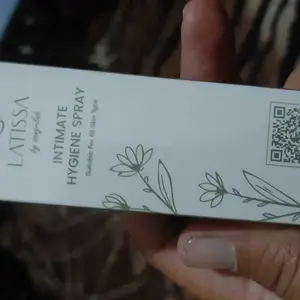 LATISSA
INTIMATE
HYGIENE SPRAY
Suitable For All Skin Type